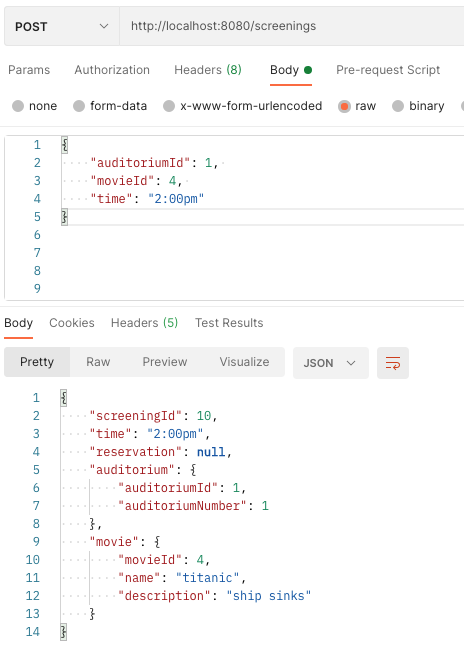 POST http://localhost:8080/screenings
Params Authorization Headers (8) Body Pre-request Script
none form-data x-www-form-urlencoded raw binary
1 {
2 "auditoriumId": 1,
3 "movieId": 4,
4 "time": "2:00pm"
5 }
6
7
8
9
Body Cookies Headers (5) Test Results
Pretty Raw Preview Visualize JSON
1 {
2 "screeningId": 10,
3 "time": "2:00pm",
4 "reservation": null,
5 "auditorium": {
6 "auditoriumId": 1,
7 "auditoriumNumber": 1
8 },
9 "movie": {
10 "movieId": 4,
11 "name": "titanic",
12 "description": "ship sinks"
13 }
14 }